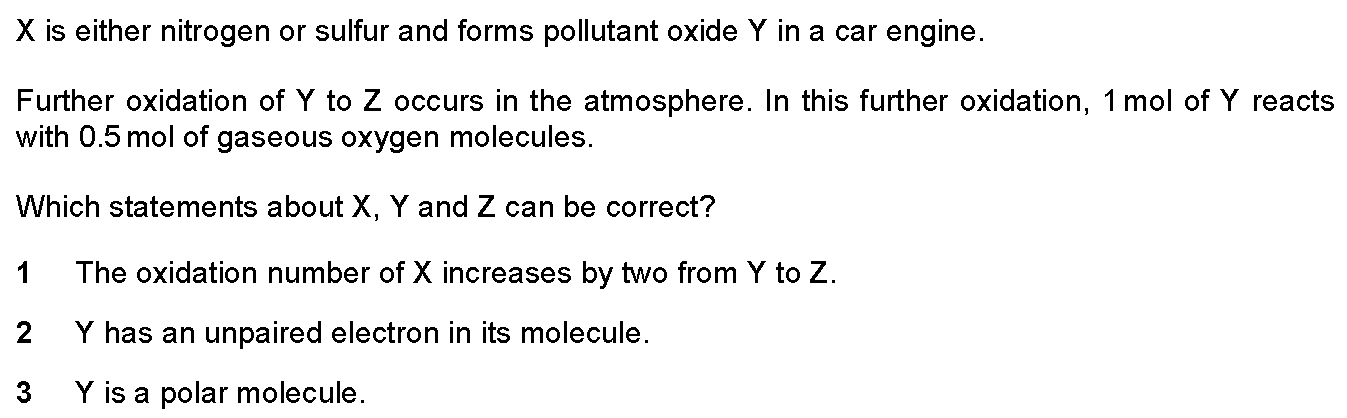 X is either nitrogen or sulfur and forms pollutant oxide Y in a car engine.
Further oxidation of Y to Z occurs in the atmosphere. In this further oxidation, 1 mol of Y reacts
with 0.5 mol of gaseous oxygen molecules.
Which statements about X, Y and Z can be correct?
1 The oxidation number of X increases by two from Y to Z.
2 Y has an unpaired electron in its molecule.
3 Y is a polar molecule.